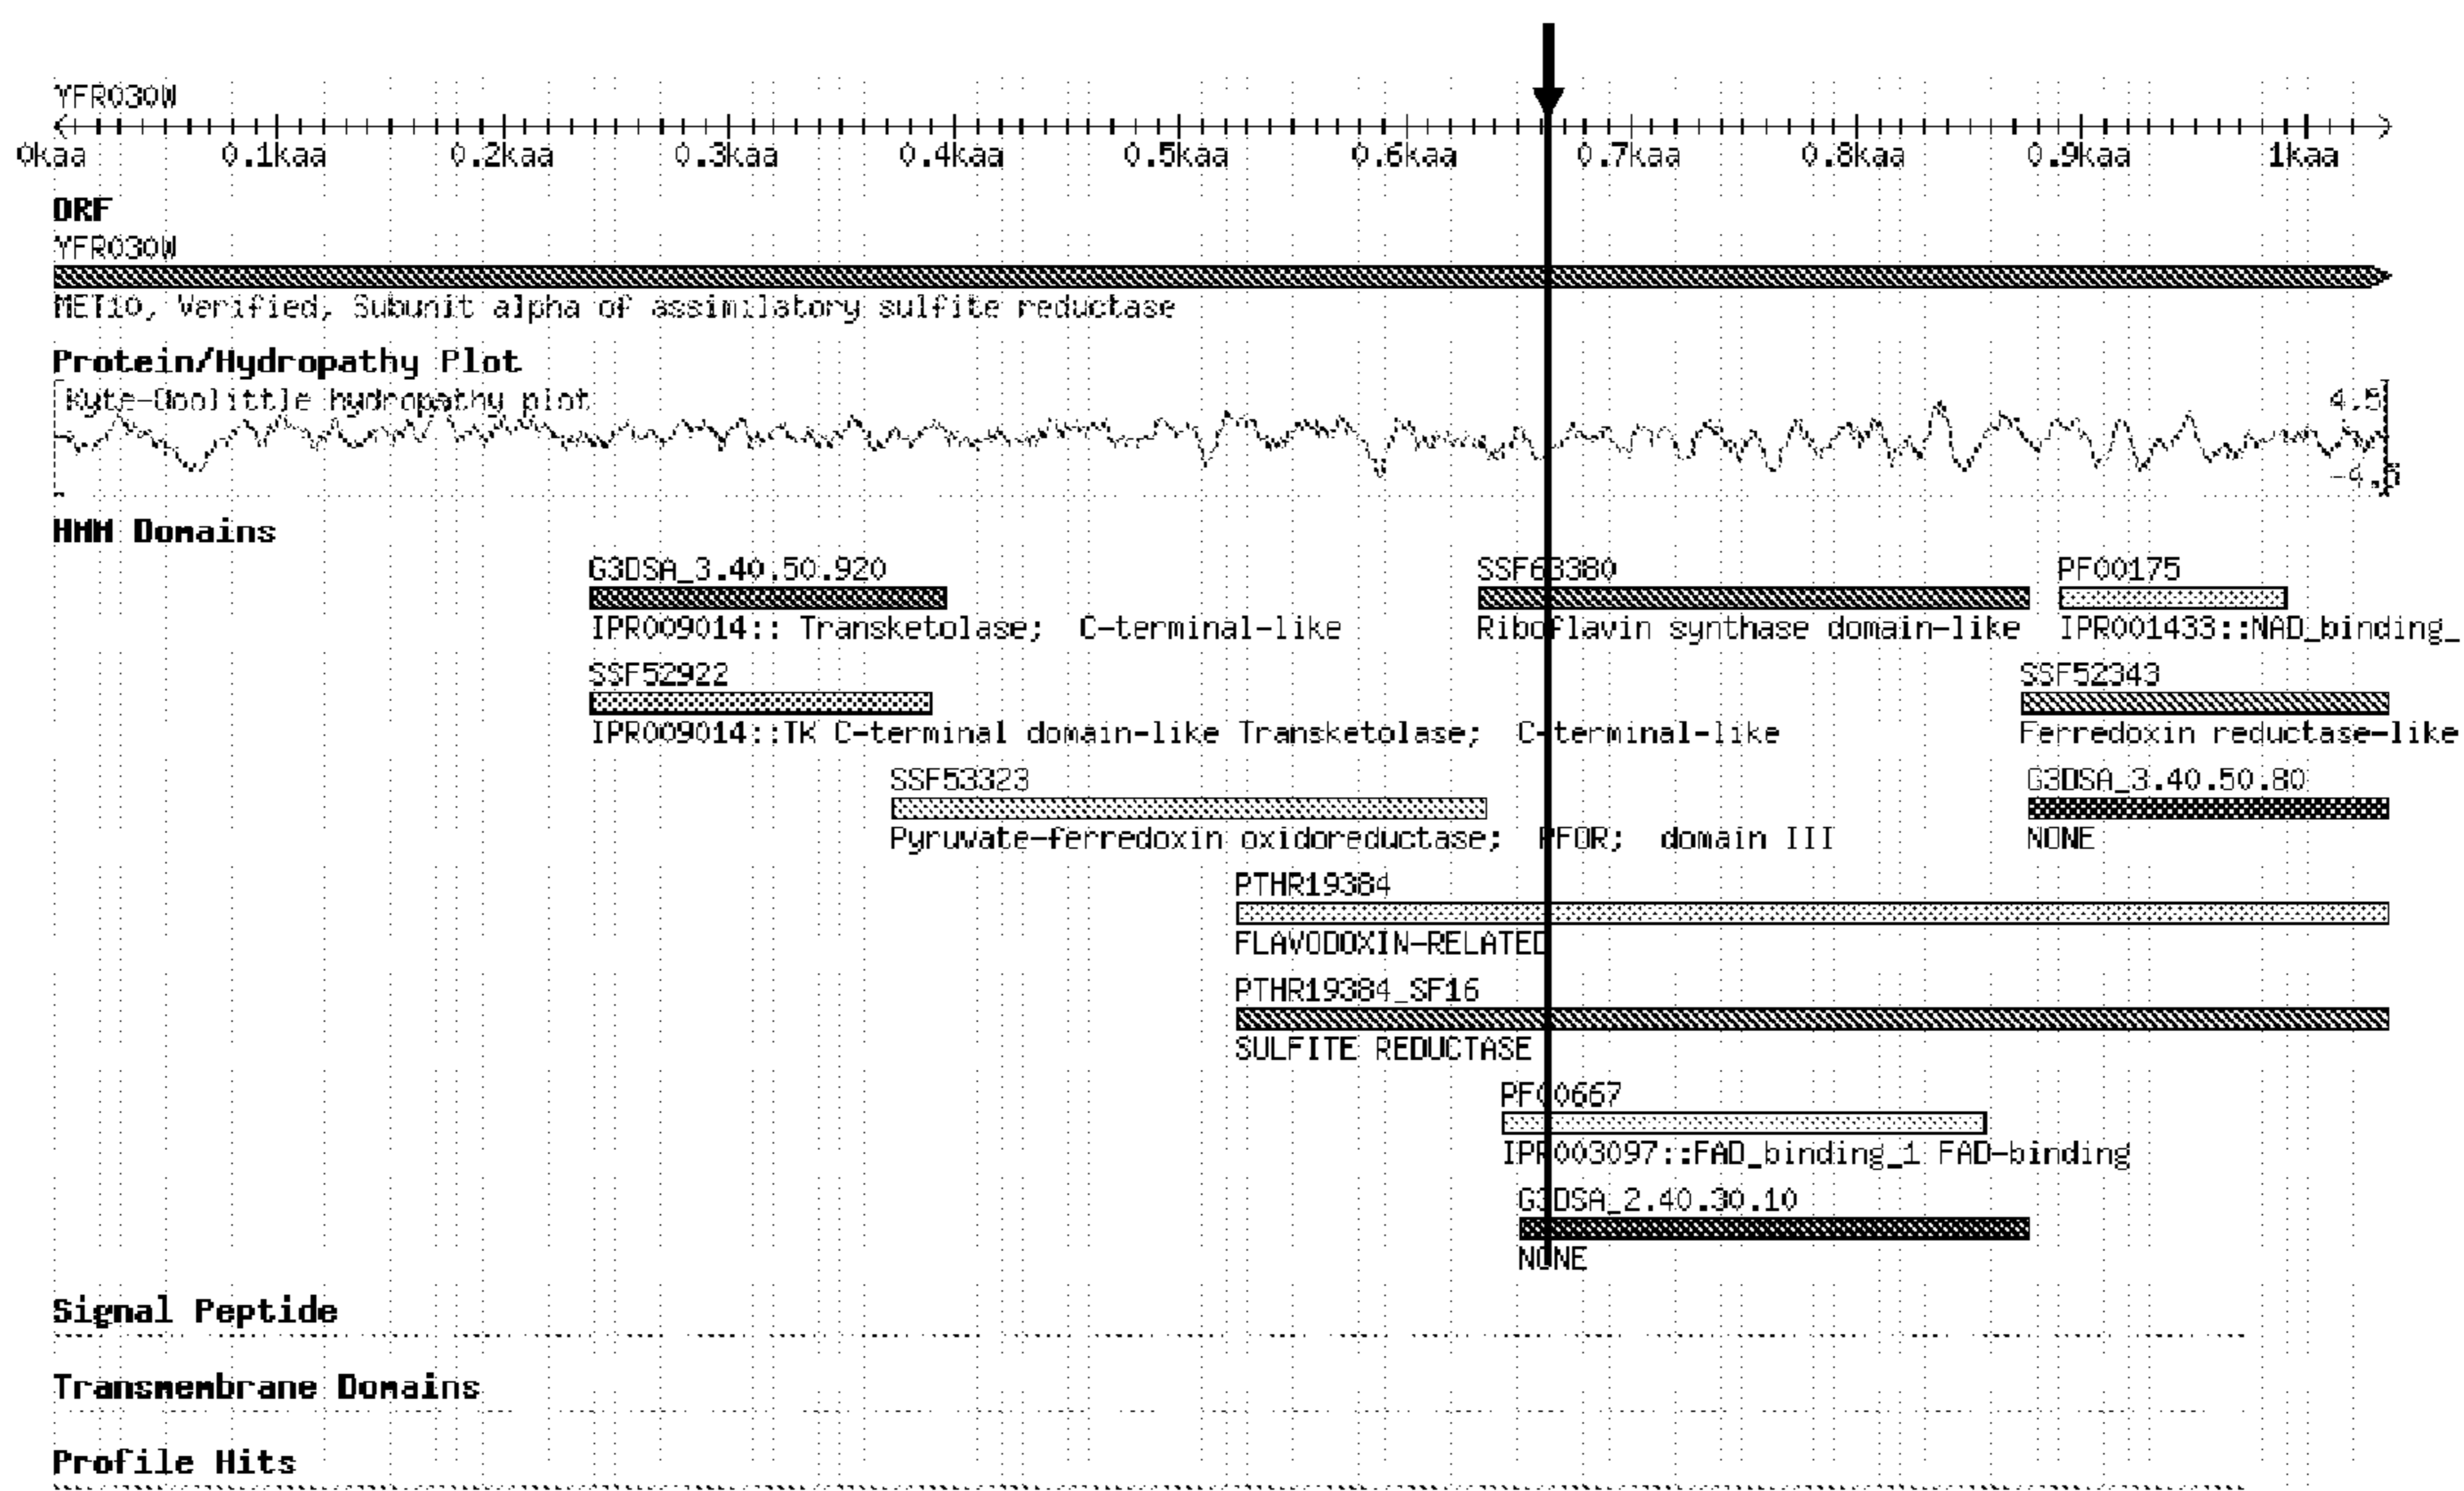 YFR030W
0kaa 0.1kaa 0.2kaa 0.3kaa 0.4kaa 0.5kaa 0.6kaa 0.7kaa 0.8kaa 0.9kaa 1kaa
ORF
YFR030W
MET10, Verified, Subunit alpha of assimilatory sulfite reductase
Protein/Hydropathy Plot
Kyte-Doolittle hydropathy plot 4.5
-4.5
HMM Domains
G3DSA_3.40.50.920 SSF63380 PF00175
IPR009014:: Transketolase; C-terminal-like Riboflavin synthase domain-like IPR001433::NAD_binding_
SSF52922 SSF52343
IPR009014::TK C-terminal domain-like Transketolase; C-terminal-like Ferredoxin reductase-like
SSF53323 G3DSA_3.40.50.80
Pyruvate-ferredoxin oxidoreductase; PFOR; domain III NONE
PTHR19384
FLAVODOXIN-RELATED
PTHR19384_SF16
SULFITE REDUCTASE
PF00667
IPR003097::FAD_binding_1 FAD-binding
G3DSA_2.40.30.10
NONE
Signal Peptide
Transmembrane Domains
Profile Hits